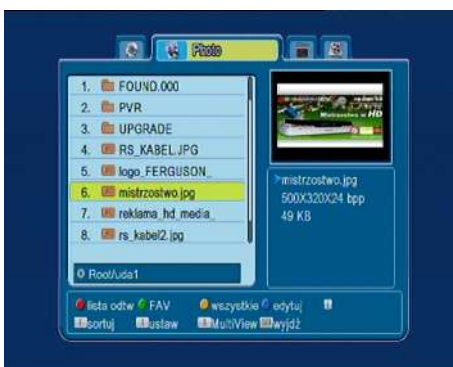 Photo
1. FOUND.000
2. PVR
3. UPGRADE
4. RS_KABEL.JPG
5. logo_FERGUSON_
6. mistrzostwo.jpg
7. reklama_hd_media_
8. rs_kabel2.jpg
Root/uda1
Mistrzostwo w HD
mistrzostwo.jpg
500X320X24 bpp
49 KB
lista odtw FAV wszystkie edytuj
sortuj ustaw MultiView wyjdź